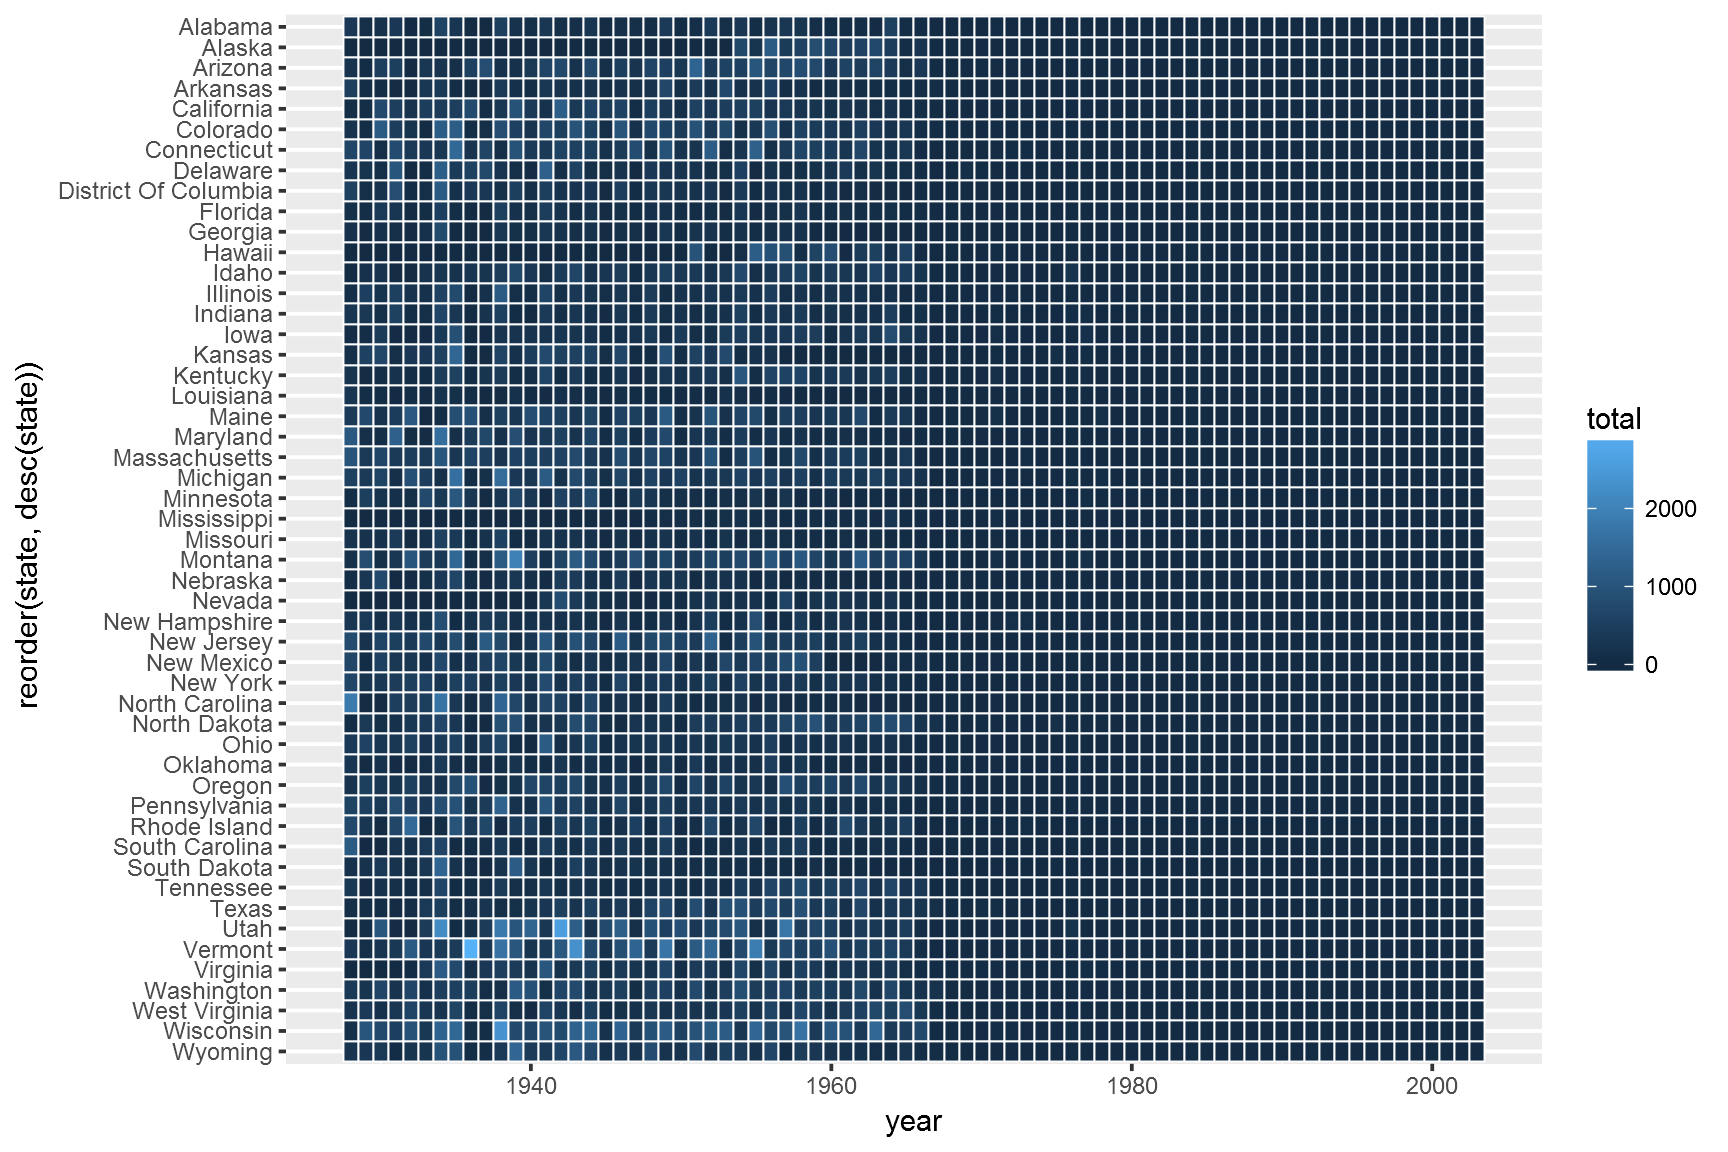 Alabama
Alaska
Arizona
Arkansas
California
Colorado
Connecticut
Delaware
District Of Columbia
Florida
Georgia
Hawaii
Idaho
Illinois
Indiana
Iowa
Kansas
Kentucky
Louisiana
Maine
Maryland
Massachusetts
Michigan
Minnesota
Mississippi
Missouri
Montana
Nebraska
Nevada
New Hampshire
New Jersey
New Mexico
New York
North Carolina
North Dakota
Ohio
Oklahoma
Oregon
Pennsylvania
Rhode Island
South Carolina
South Dakota
Tennessee
Texas
Utah
Vermont
Virginia
Washington
West Virginia
Wisconsin
Wyoming
reorder(state, desc(state))
1940 1960 1980 2000
year
total
2000
1000
0